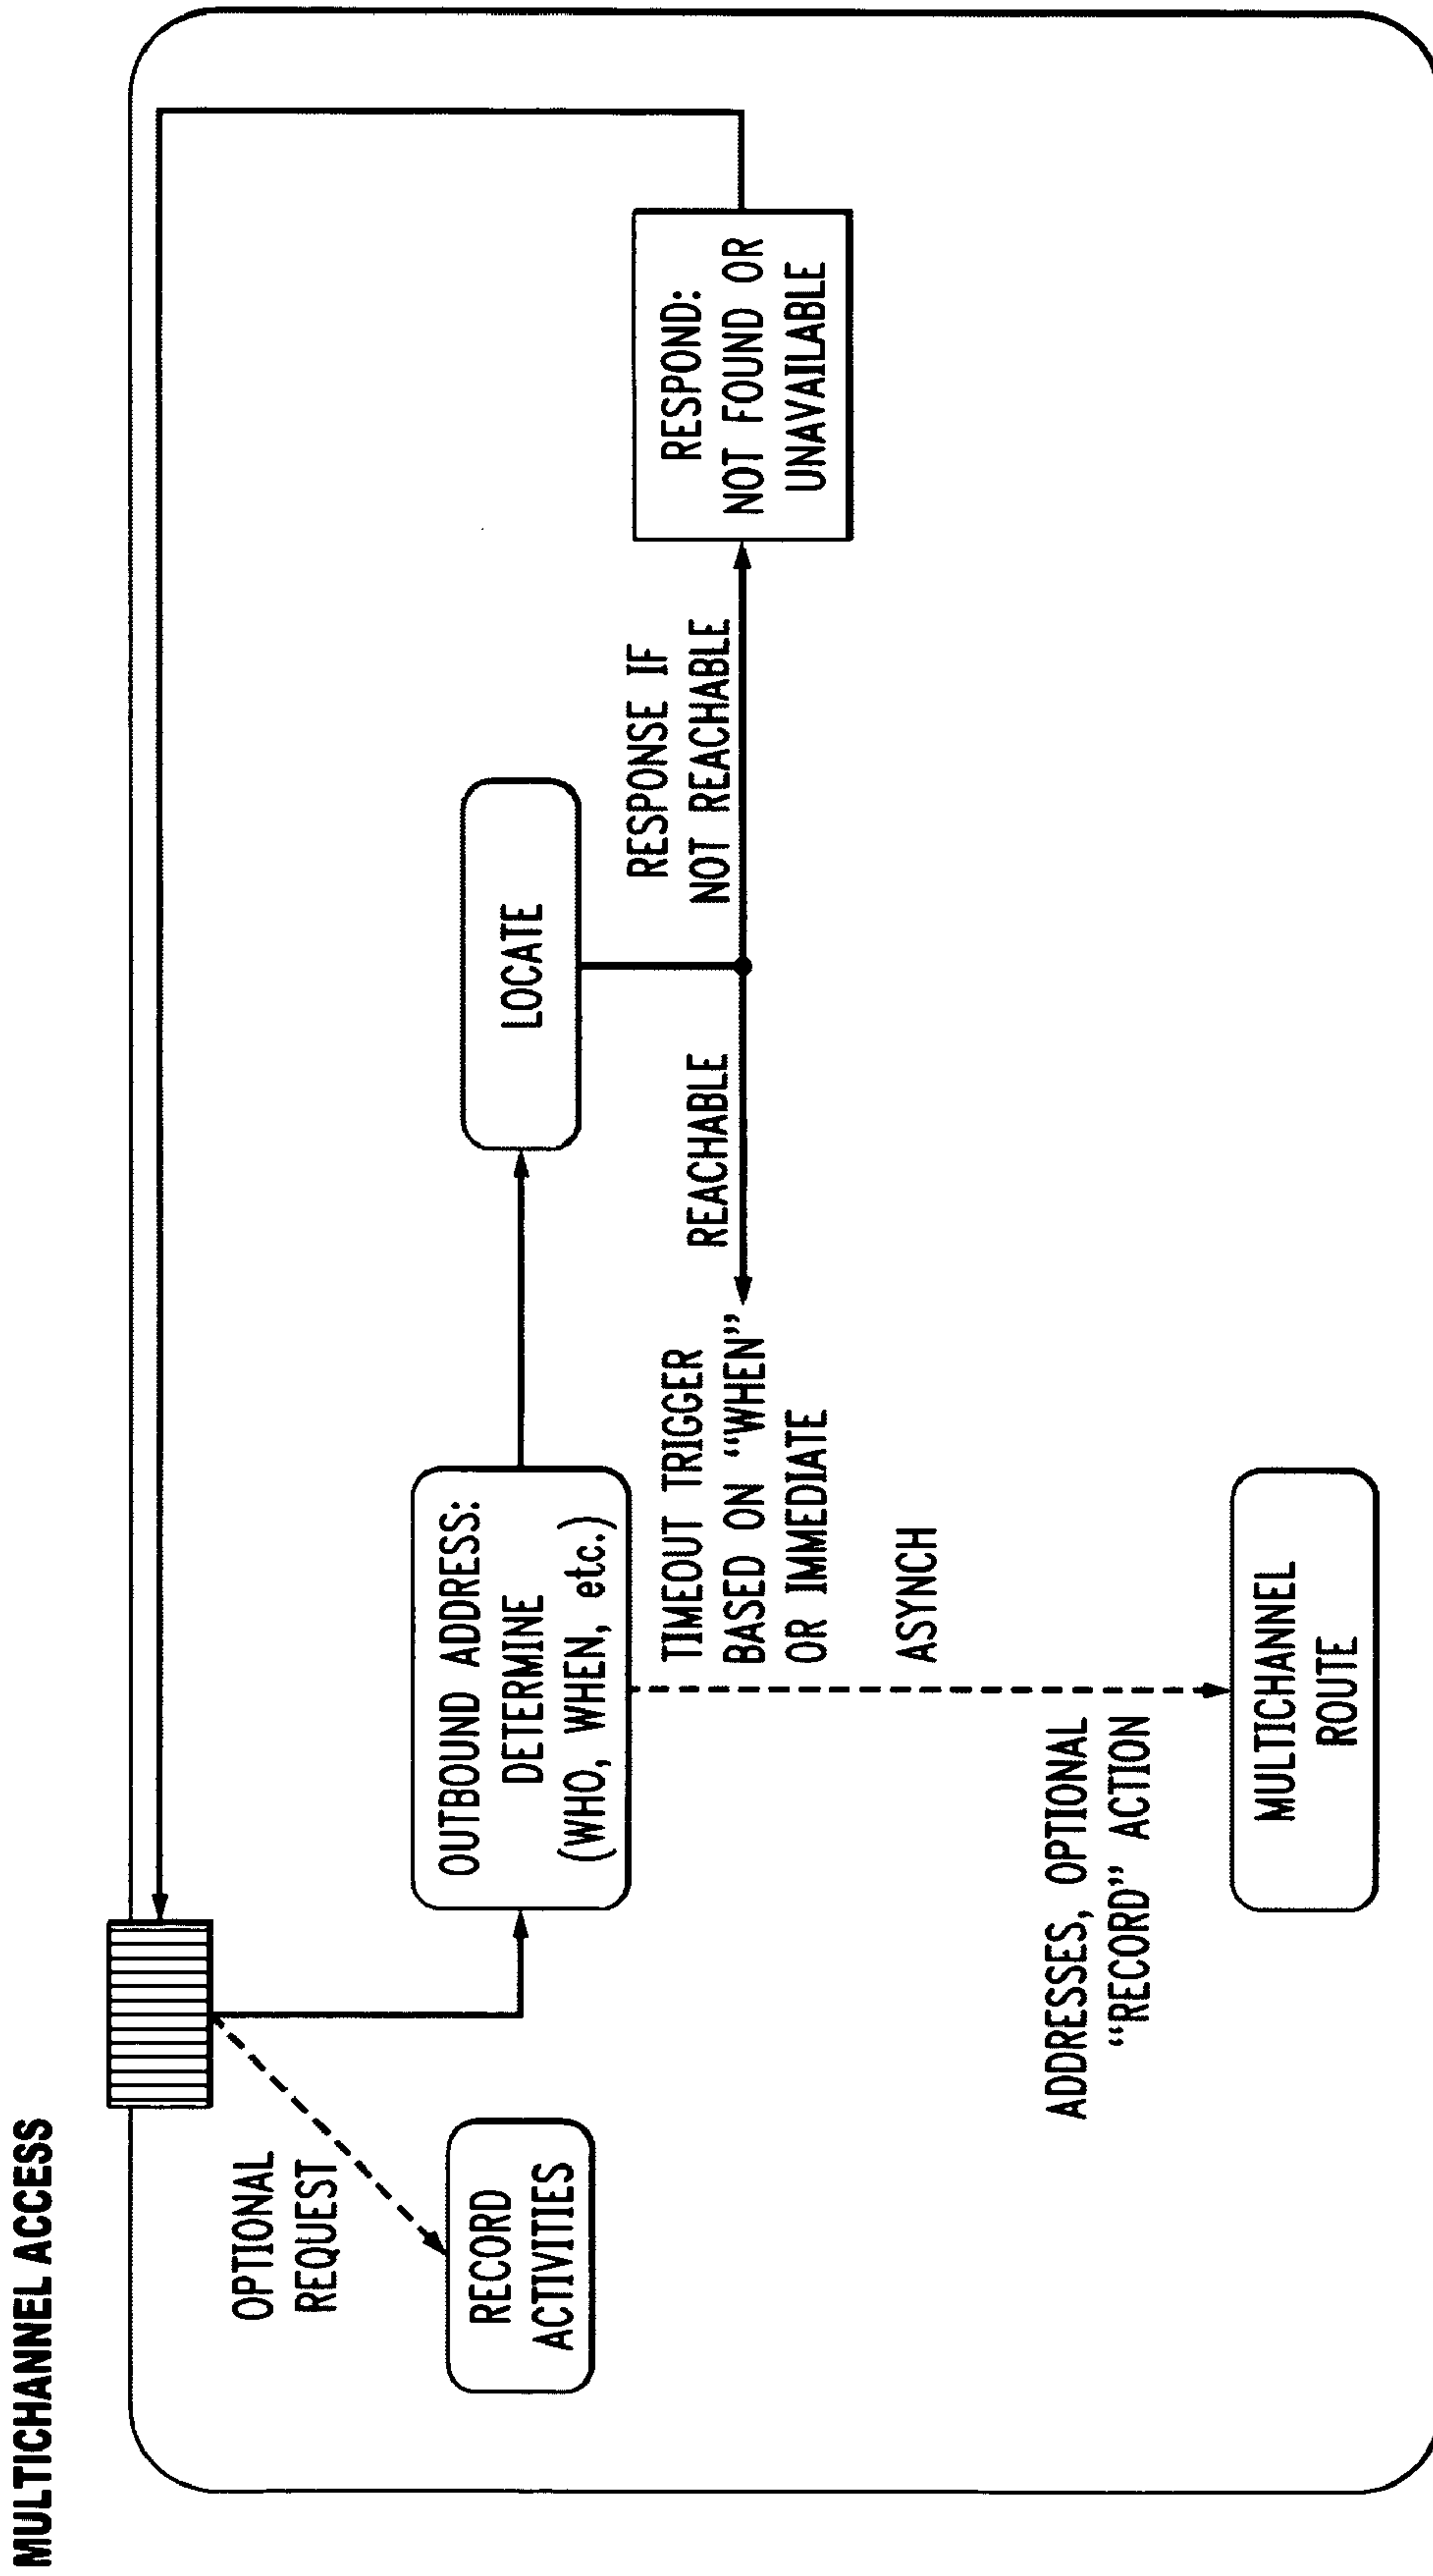 MULTICHANNEL ACCESS
OPTIONAL
REQUEST
RECORD
ACTIVITIES
OUTBOUND ADDRESS:
DETERMINE
(WHO, WHEN, etc.)
LOCATE
RESPONSE IF
NOT REACHABLE
REACHABLE
RESPOND:
NOT FOUND OR
UNAVAILABLE
TIMEOUT TRIGGER
BASED ON “WHEN”
OR IMMEDIATE
ASYNCH
ADDRESSES, OPTIONAL
“RECORD” ACTION
MULTICHANNEL
ROUTE